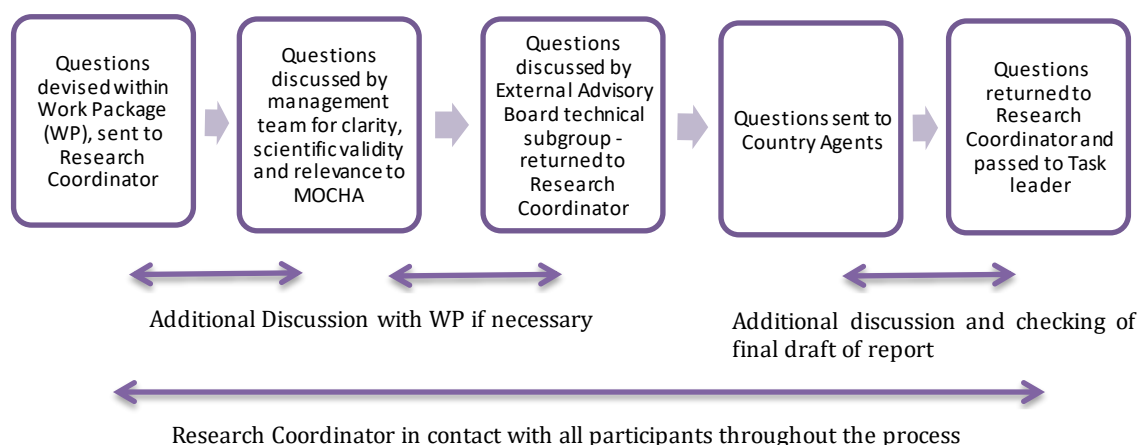 Questions
devised within
Work Package
(WP), sent to
Research
Coordinator
Questions
discussed by
management
team for clarity,
scientific validity
and relevance to
MOCHA
Questions
discussed by
External Advisory
Board technical
subgroup -
returned to
Research
Coordinator
Questions sent to
Country Agents
Questions
returned to
Research
Coordinator and
passed to Task
leader
Additional Discussion with WP if necessary
Additional discussion and checking of
final draft of report
Research Coordinator in contact with all participants throughout the process